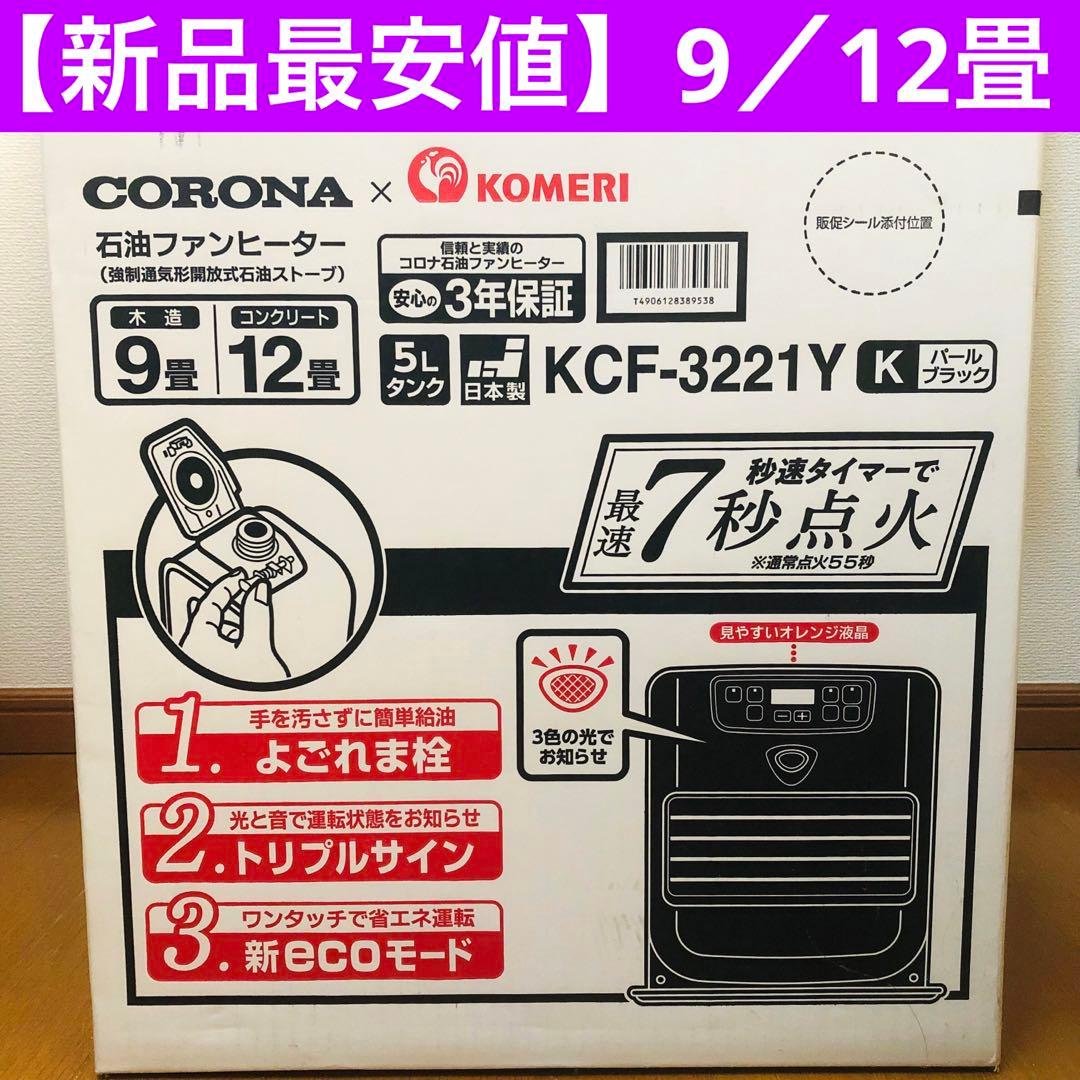 【新品最安値】9／12畳
CORONA × KOMERI
販促シール添付位置
石油ファンヒーター
（強制通気形開放式石油ストーブ）
信頼と実績の
コロナ石油ファンヒーター
安心の3年保証
T4906128389538
木造
9畳
コンクリート
12畳
5L
タンク
日本製
KCF-3221Y
K
パール
ブラック
秒速タイマーで
最速7秒点火
※通常点火55秒
見やすいオレンジ液晶
3色の光で
お知らせ
手を汚さずに簡単給油
1.よごれま栓
光と音で運転状態をお知らせ
2.トリプルサイン
ワンタッチで省エネ運転
3.新ecoモード